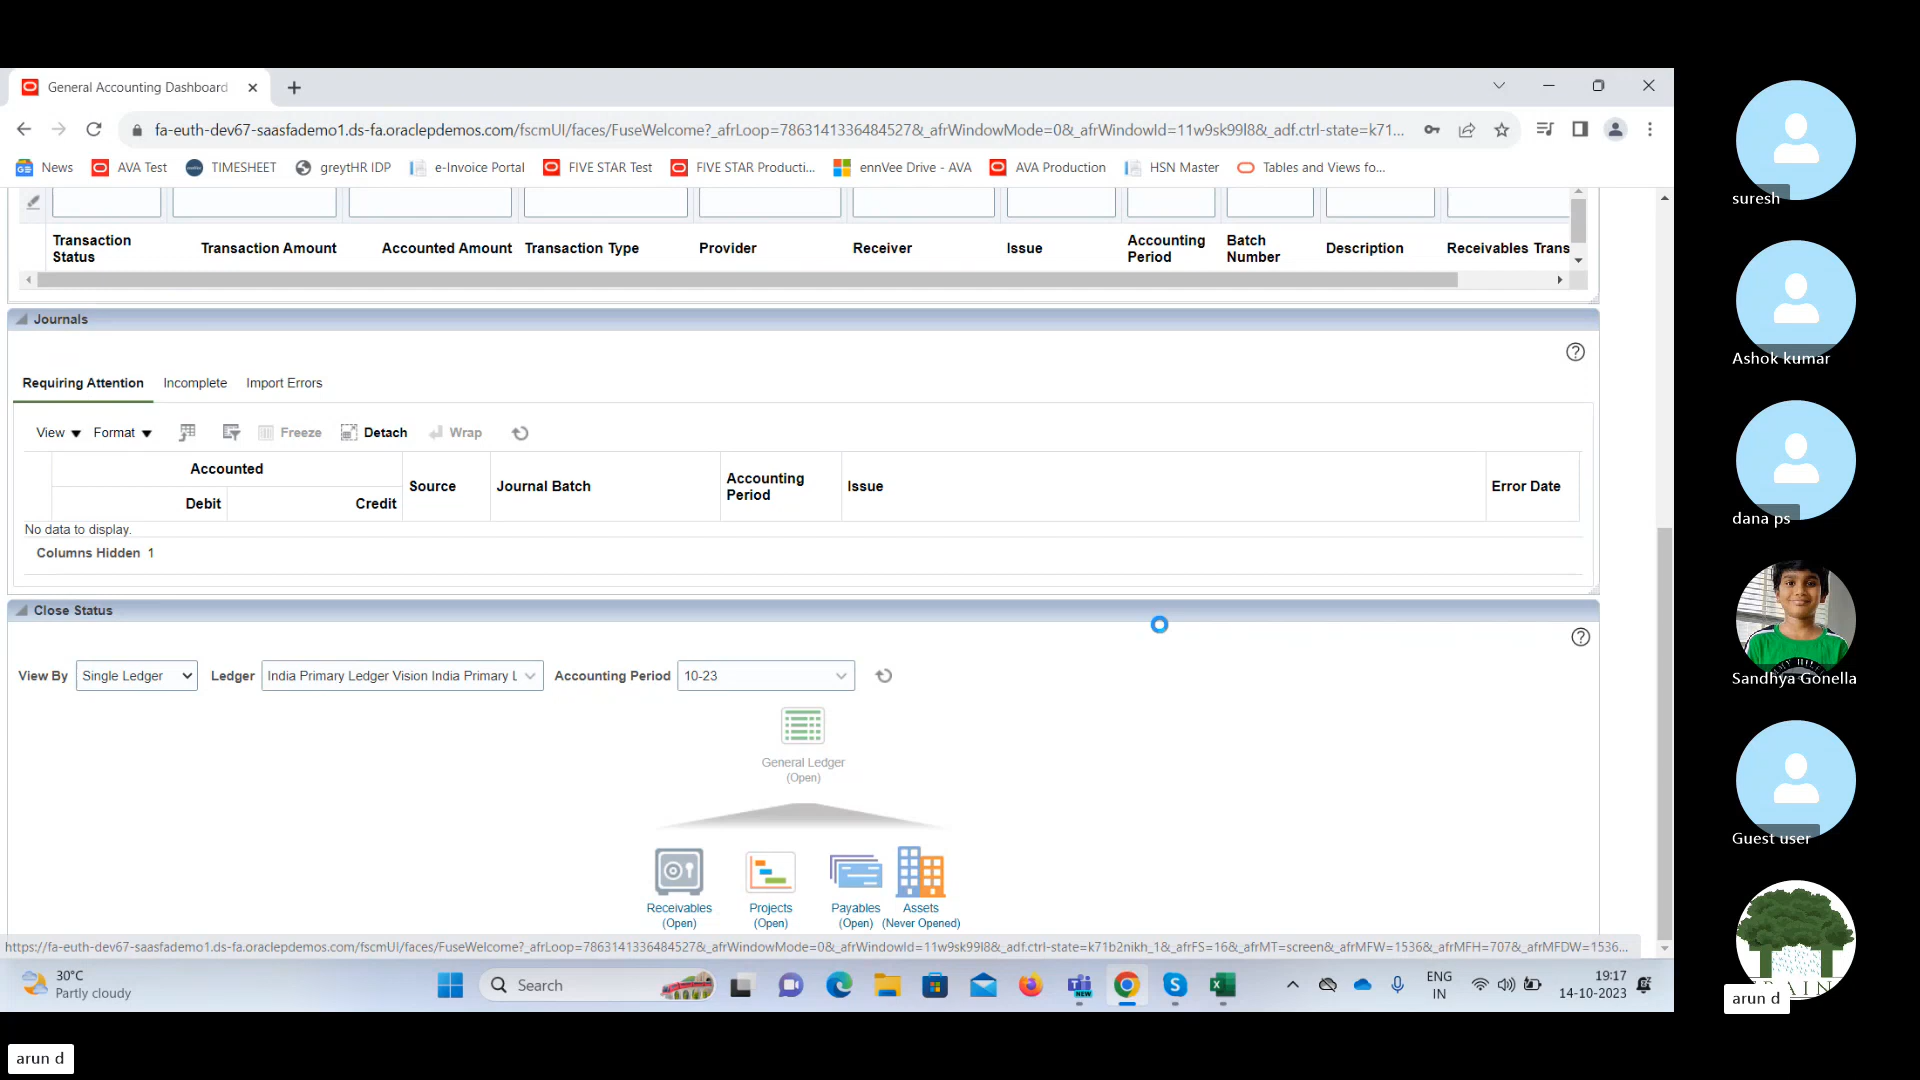 General Accounting Dashboard
fa-euth-dev67-saasfademo1.ds-fa.oraclepdemos.com/fscmUI/faces/FuseWelcome?_afrLoop=7863141336484527&_afrWindowMode=0&_afrWindowId=11w9sk99l8&_adf.ctrl-state=k71...
News AVA Test TIMESHEET greytHR IDP e-Invoice Portal FIVE STAR Test FIVE STAR Producti... ennVee Drive - AVA AVA Production HSN Master Tables and Views fo...
Transaction Status Transaction Amount Accounted Amount Transaction Type Provider Receiver Issue Accounting Period Batch Number Description Receivables Trans
Journals
Requiring Attention Incomplete Import Errors
View Format Freeze Detach Wrap
Accounted
Debit Credit Source Journal Batch Accounting Period Issue Error Date
No data to display.
Columns Hidden 1
Close Status
View By Single Ledger Ledger India Primary Ledger Vision India Primary L Accounting Period 10-23
General Ledger
(Open)
Receivables Projects Payables Assets
(Open) (Open) (Open) (Never Opened)
https://fa-euth-dev67-saasfademo1.ds-fa.oraclepdemos.com/fscmUI/faces/FuseWelcome?_afrLoop=7863141336484527&_afrWindowMode=0&_afrWindowId=11w9sk99l8&_adf.ctrl-state=k71b2nikh_1&_afrFS=16&_afrMT=screen&_afrMFW=1536&_afrMFH=707&_afrMFDW=1536...
30°C
Partly cloudy
Search
NEW
ENG
IN
19:17
14-10-2023
suresh
Ashok kumar
dana ps
Sandhya Gonella
Guest user
arun d
arun d